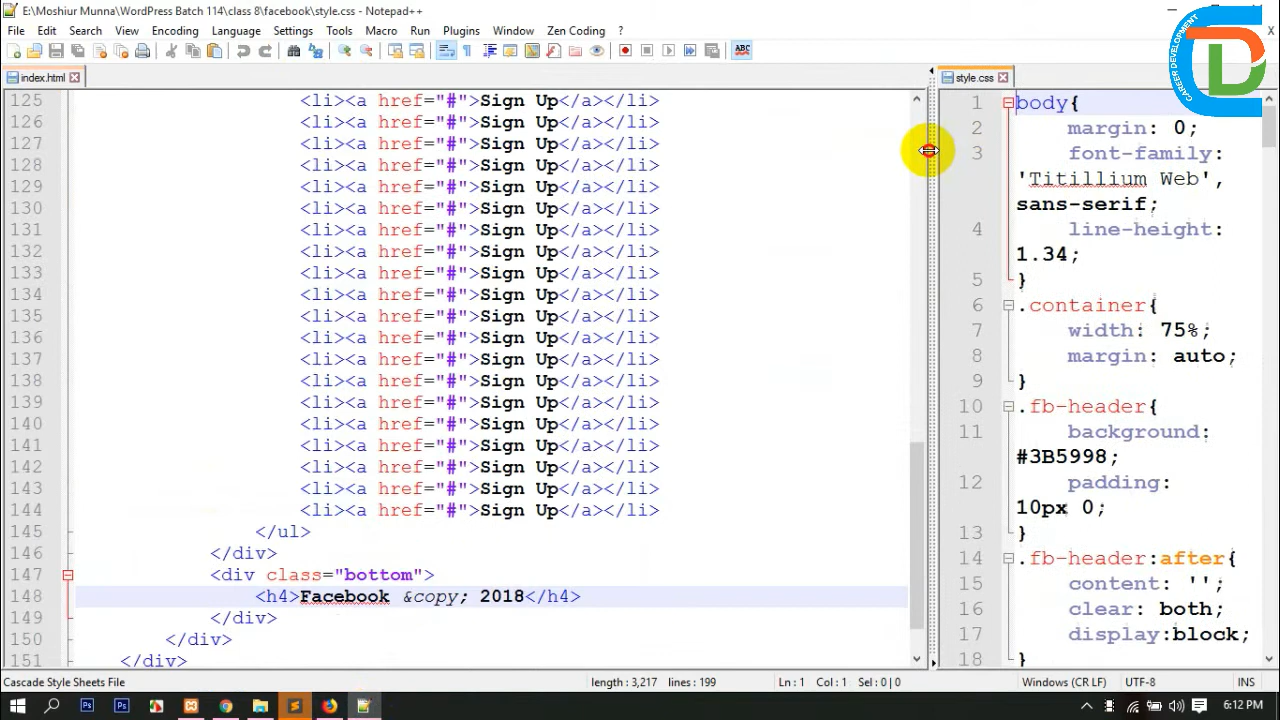 E:\Moshiur Munna\WordPress Batch 114\class 8\facebook\style.css - Notepad++
File Edit Search View Encoding Language Settings Tools Macro Run Plugins Window Zen Coding ? X
ABC
index.html
style.css
125 <li><a href="#">Sign Up</a></li>
126 <li><a href="#">Sign Up</a></li>
127 <li><a href="#">Sign Up</a></li>
128 <li><a href="#">Sign Up</a></li>
129 <li><a href="#">Sign Up</a></li>
130 <li><a href="#">Sign Up</a></li>
131 <li><a href="#">Sign Up</a></li>
132 <li><a href="#">Sign Up</a></li>
133 <li><a href="#">Sign Up</a></li>
134 <li><a href="#">Sign Up</a></li>
135 <li><a href="#">Sign Up</a></li>
136 <li><a href="#">Sign Up</a></li>
137 <li><a href="#">Sign Up</a></li>
138 <li><a href="#">Sign Up</a></li>
139 <li><a href="#">Sign Up</a></li>
140 <li><a href="#">Sign Up</a></li>
141 <li><a href="#">Sign Up</a></li>
142 <li><a href="#">Sign Up</a></li>
143 <li><a href="#">Sign Up</a></li>
144 <li><a href="#">Sign Up</a></li>
145 </ul>
146 </div>
147 <div class="bottom">
148 <h4>Facebook &copy; 2018</h4>
149 </div>
150 </div>
151 </div>
1 body{
2 margin: 0;
3 font-family:
'Titillium Web',
sans-serif;
4 line-height:
1.34;
5 }
6 .container{
7 width: 75%;
8 margin: auto;
9 }
10 .fb-header{
11 background:
#3B5998;
12 padding:
10px 0;
13 }
14 .fb-header:after{
15 content: '';
16 clear: both;
17 display:block;
18
CAREER DEVELOPMENT
Cascade Style Sheets File length : 3,217 lines : 199 Ln : 1 Col : 1 Sel : 0 | 0 Windows (CR LF) UTF-8 INS
6:12 PM